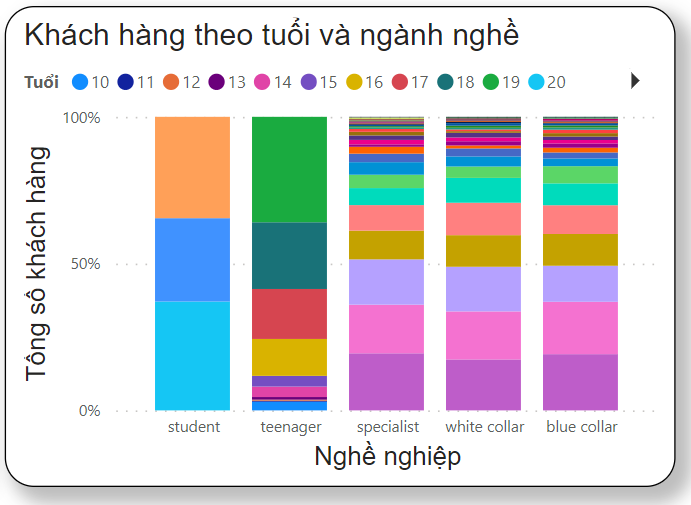 Khách hàng theo tuổi và ngành nghề
Tuổi 10 11 12 13 14 15 16 17 18 19 20
100%
50%
0%
Tổng số khách hàng
student teenager specialist white collar blue collar
Nghề nghiệp